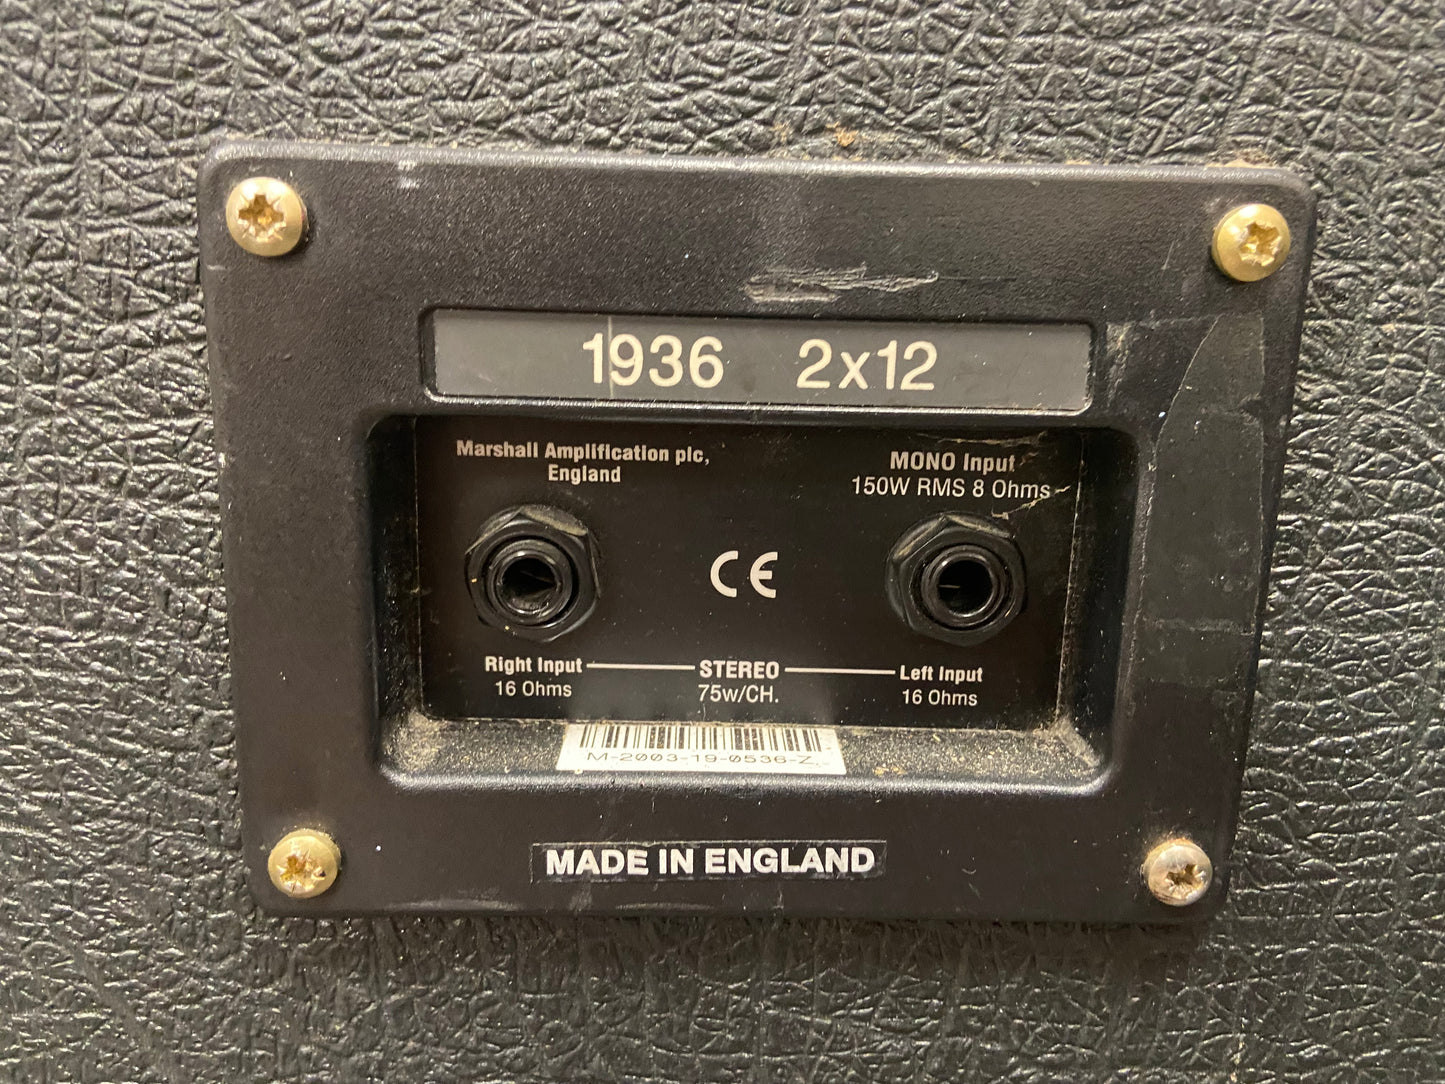 1936 2x12
Marshall Amplification plc,
England
MONO Input
150W RMS 8 Ohms
CE
Right Input STEREO Left Input
16 Ohms 75w/CH. 16 Ohms
M-2003-19-0536-Z
MADE IN ENGLAND